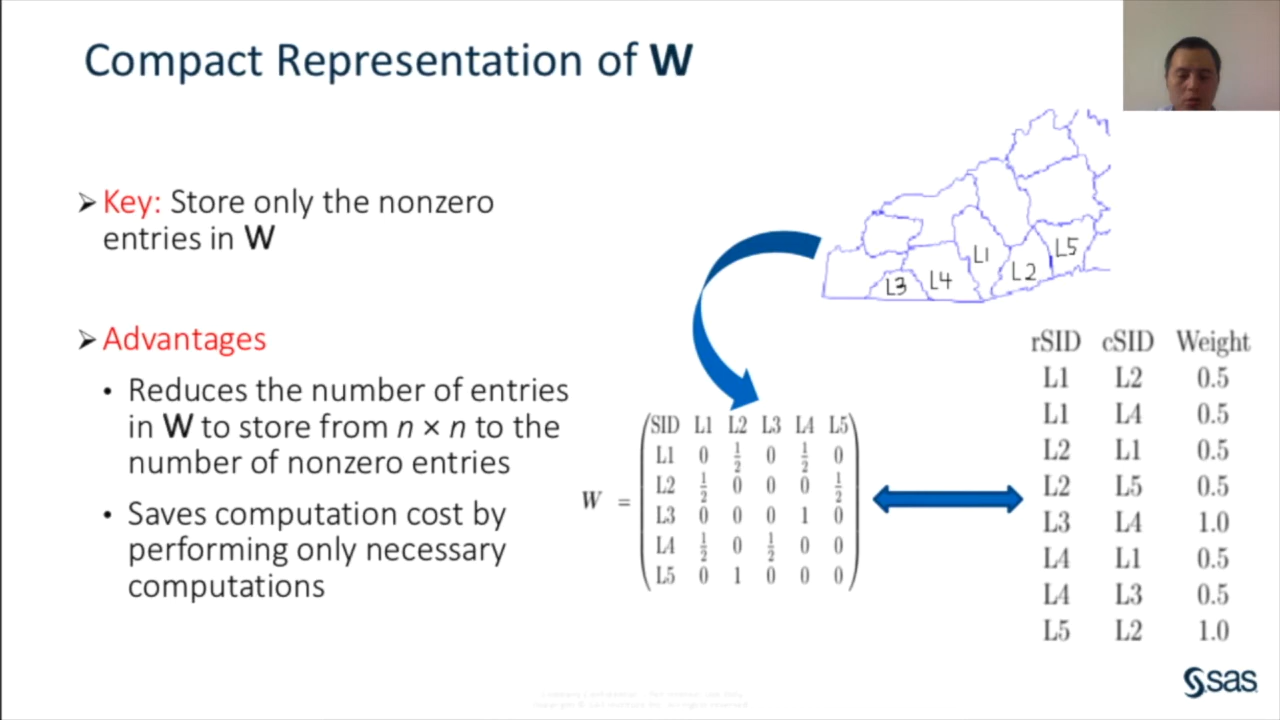 Compact Representation of W
➢ Key: Store only the nonzero
entries in W
➢ Advantages
• Reduces the number of entries
in W to store from n × n to the
number of nonzero entries
• Saves computation cost by
performing only necessary
computations
L1
L2
L5
L3
L4
W =
SID L1 L2 L3 L4 L5
L1 0 1/2 0 1/2 0
L2 1/2 0 0 0 1/2
L3 0 0 0 1 0
L4 1/2 0 1/2 0 0
L5 0 1 0 0 0
rSID cSID Weight
L1 L2 0.5
L1 L4 0.5
L2 L1 0.5
L2 L5 0.5
L3 L4 1.0
L4 L1 0.5
L4 L3 0.5
L5 L2 1.0
sas